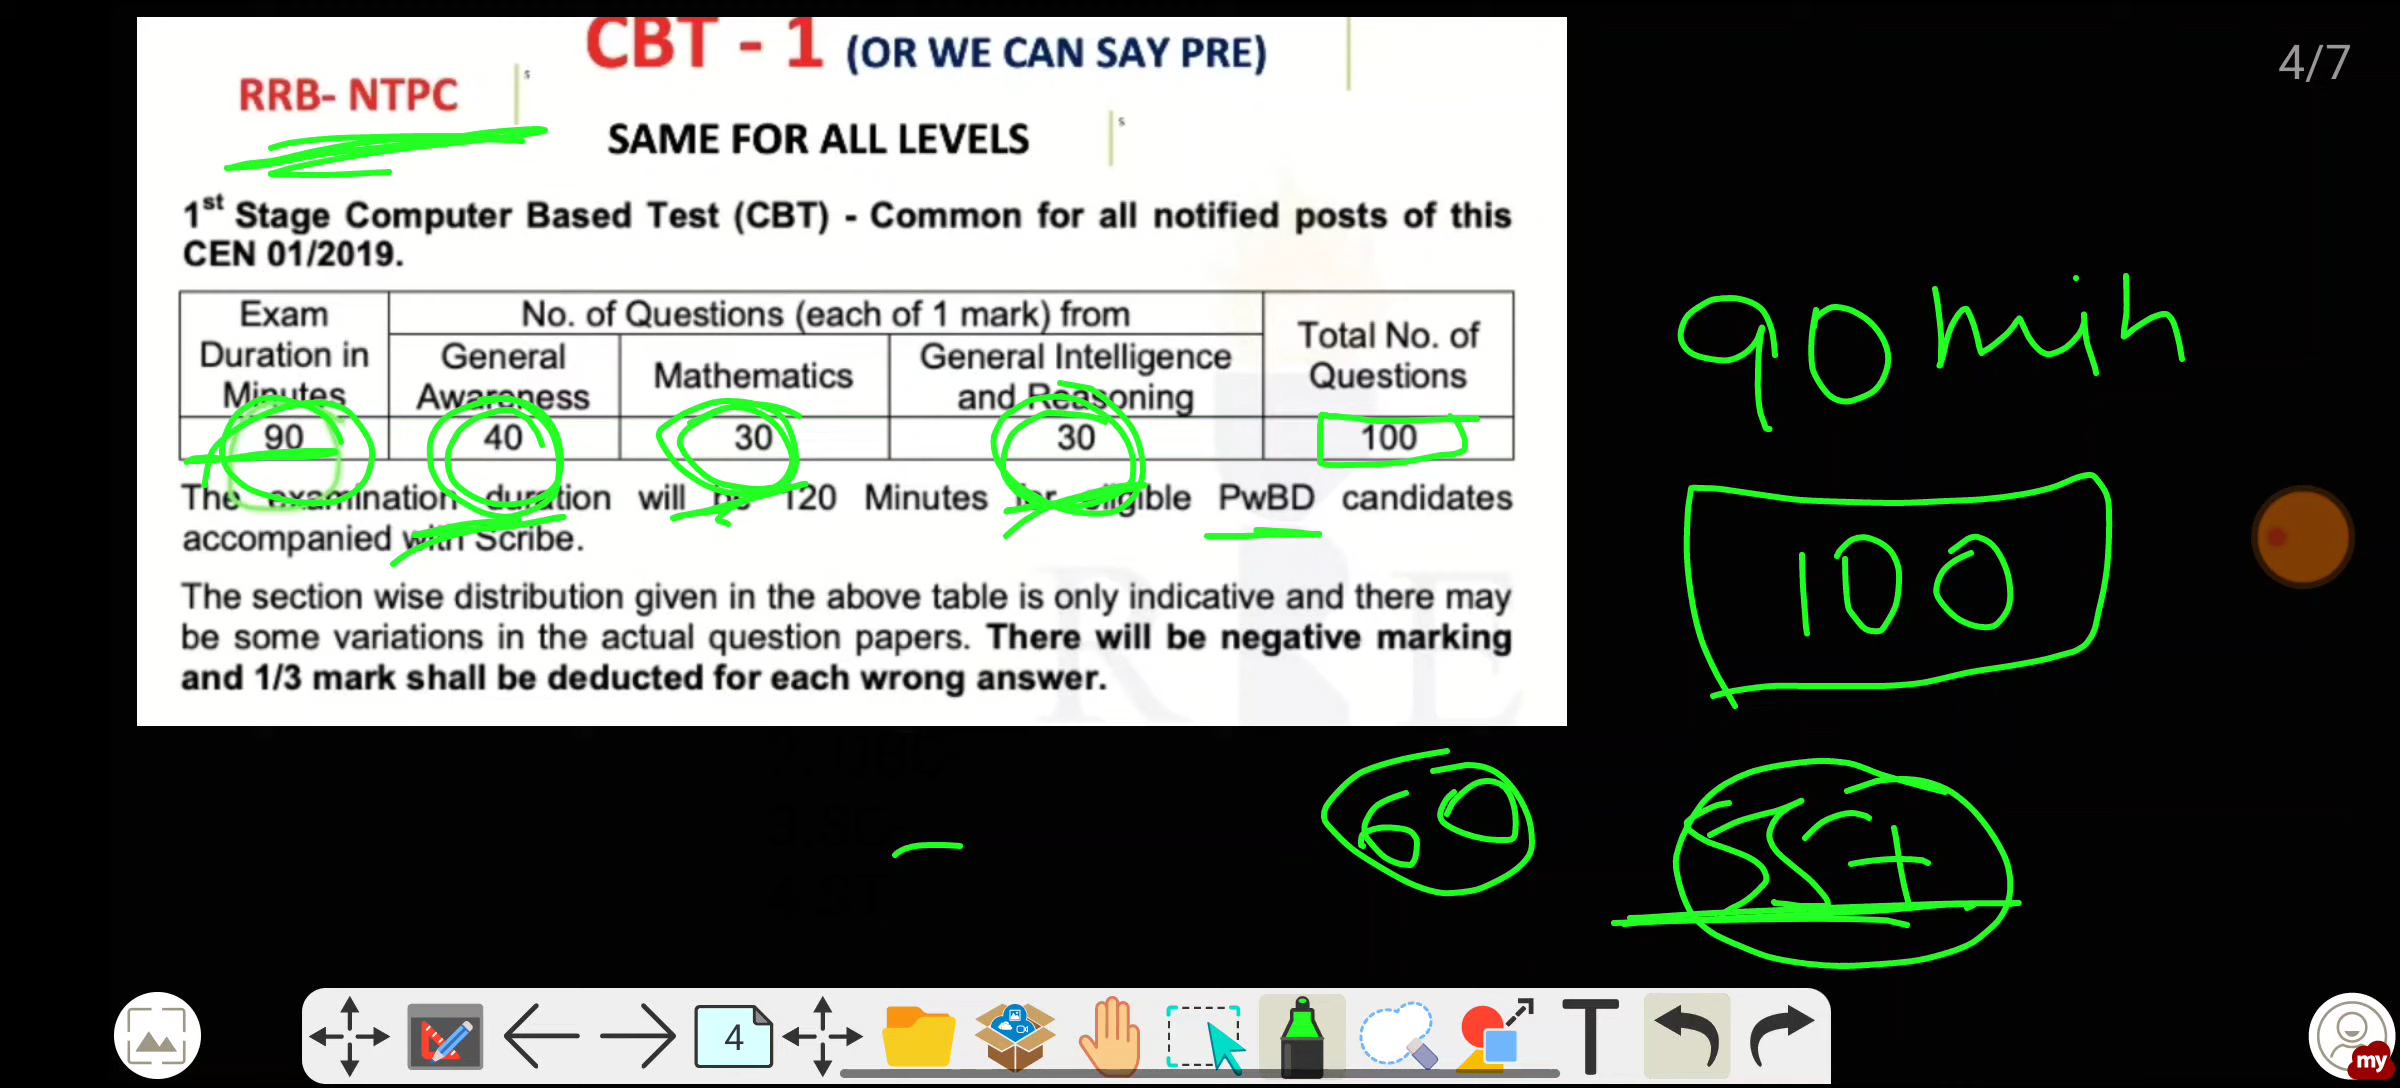 CBT - 1 (OR WE CAN SAY PRE)
4/7
RRB- NTPC
s
SAME FOR ALL LEVELS
s
1st Stage Computer Based Test (CBT) - Common for all notified posts of this
CEN 01/2019.
Exam Duration in Minutes
No. of Questions (each of 1 mark) from
General Awareness
Mathematics
General Intelligence and Reasoning
Total No. of Questions
90 40 30 30 100
The examination duration will be 120 Minutes for eligible PwBD candidates
accompanied with Scribe.
The section wise distribution given in the above table is only indicative and there may
be some variations in the actual question papers. There will be negative marking
and 1/3 mark shall be deducted for each wrong answer.
90 min
100
60
55+
4
T
my